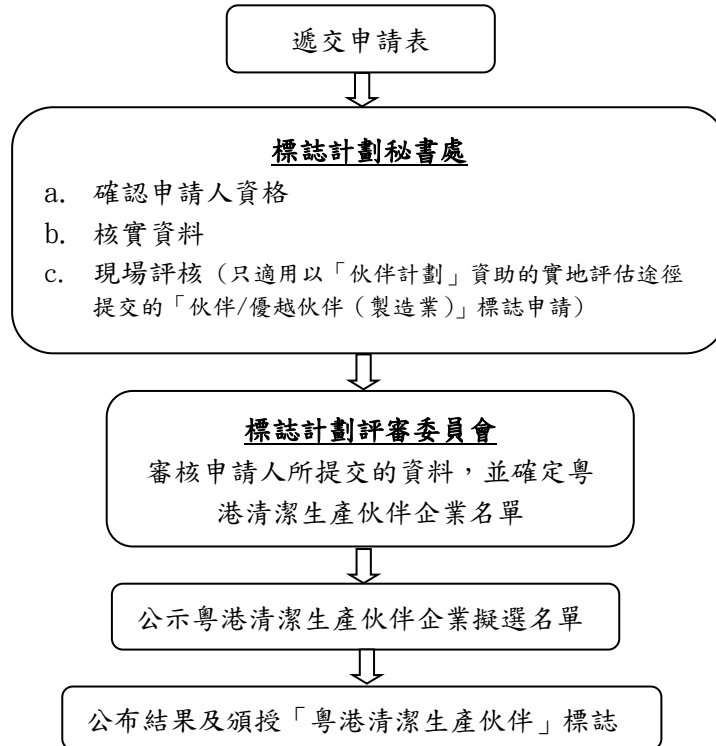 遞交申請表
標誌計劃秘書處
a. 確認申請人資格
b. 核實資料
c. 現場評核（只適用以「伙伴計劃」資助的實地評估途徑
提交的「伙伴/優越伙伴（製造業）」標誌申請）
標誌計劃評審委員會
審核申請人所提交的資料，並確定粵
港清潔生產伙伴企業名單
公示粵港清潔生產伙伴企業擬選名單
公布結果及頒授「粵港清潔生產伙伴」標誌